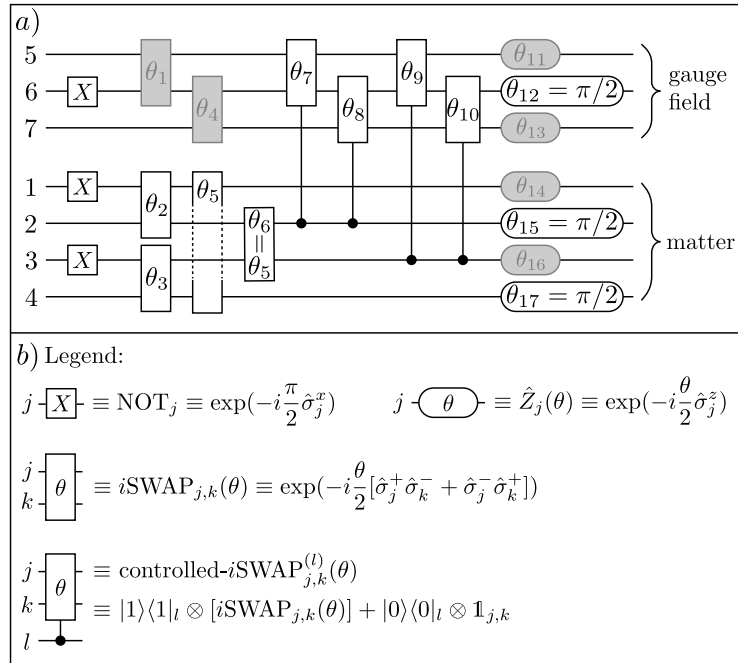 a)
5
6
7
X
θ₁
θ₄
θ₇
θ₈
θ₉
θ₁₀
θ₁₁
θ₁₂ = π/2
θ₁₃
gauge
field
1
2
3
4
X
X
θ₂
θ₃
θ₅
θ₆
=
θ₅
θ₁₄
θ₁₅ = π/2
θ₁₆
θ₁₇ = π/2
matter
b) Legend:
j X ≡ NOT_j ≡ exp(−i π/2 σ̂_j^x)
j θ ≡ Ẑ_j(θ) ≡ exp(−i θ/2 σ̂_j^z)
j
k
θ
≡ iSWAP_{j,k}(θ) ≡ exp(−i θ/2 [σ̂_j^+ σ̂_k^- + σ̂_j^- σ̂_k^+])
j
k
l
θ
≡ controlled-iSWAP_{j,k}^{(l)}(θ)
≡ |1⟩⟨1|_l ⊗ [iSWAP_{j,k}(θ)] + |0⟩⟨0|_l ⊗ 𝟙_{j,k}